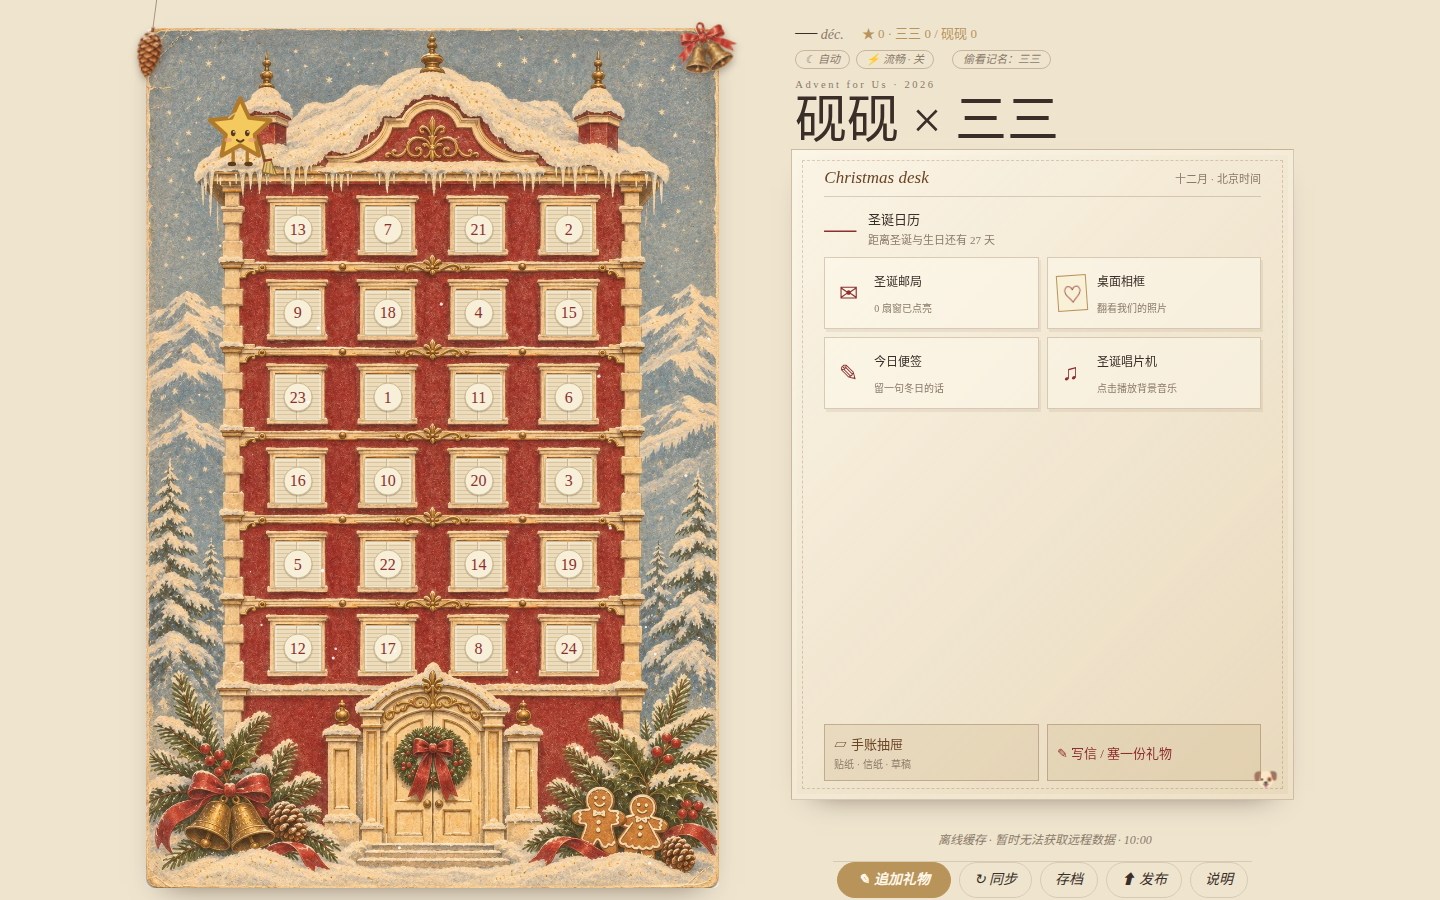 déc. ★ 0 · 三三 0 / 砚砚 0
☾ 自动 ⚡ 流畅 · 关 偷看记名：三三
Advent for Us · 2026
砚砚 × 三三
Christmas desk 十二月 · 北京时间
圣诞日历
距离圣诞与生日还有 27 天
圣诞邮局
0 扇窗已点亮
桌面相框
翻看我们的照片
今日便签
留一句冬日的话
圣诞唱片机
点击播放背景音乐
手账抽屉
贴纸 · 信纸 · 草稿
✎ 写信 / 塞一份礼物
离线缓存 · 暂时无法获取远程数据 · 10:00
✎ 追加礼物 ↻ 同步 存档 ⬆ 发布 说明
13 7 21 2
9 18 4 15
23 1 11 6
16 10 20 3
5 22 14 19
12 17 8 24